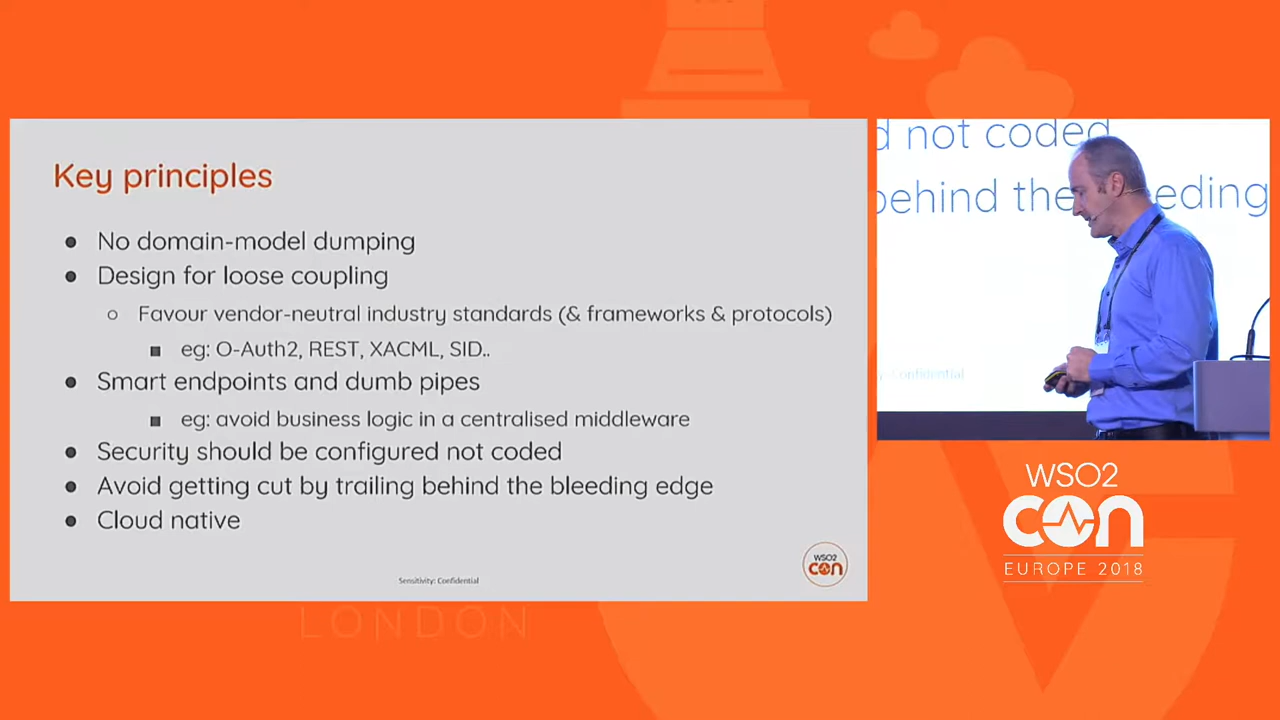 Key principles
● No domain-model dumping
● Design for loose coupling
○ Favour vendor-neutral industry standards (& frameworks & protocols)
■ eg: O-Auth2, REST, XACML, SID..
● Smart endpoints and dumb pipes
■ eg: avoid business logic in a centralised middleware
● Security should be configured not coded
● Avoid getting cut by trailing behind the bleeding edge
● Cloud native
Sensitivity: Confidential
WSO2
con
d not coded
behind the eeding
y: Confidential
WSO2
con
EUROPE 2018
LONDON